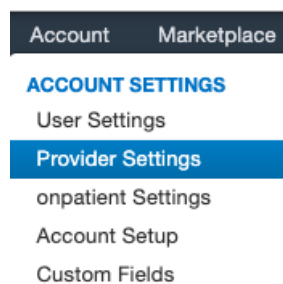 Account Marketplace
ACCOUNT SETTINGS
User Settings
Provider Settings
onpatient Settings
Account Setup
Custom Fields